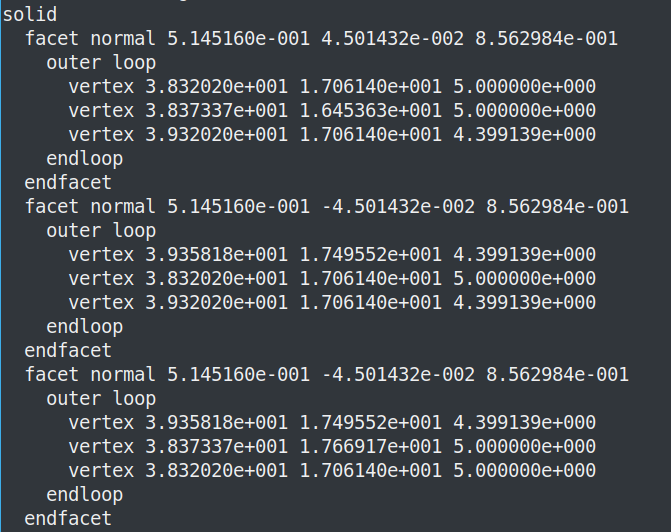 solid
facet normal 5.145160e-001 4.501432e-002 8.562984e-001
outer loop
vertex 3.832020e+001 1.706140e+001 5.000000e+000
vertex 3.837337e+001 1.645363e+001 5.000000e+000
vertex 3.932020e+001 1.706140e+001 4.399139e+000
endloop
endfacet
facet normal 5.145160e-001 -4.501432e-002 8.562984e-001
outer loop
vertex 3.935818e+001 1.749552e+001 4.399139e+000
vertex 3.832020e+001 1.706140e+001 5.000000e+000
vertex 3.932020e+001 1.706140e+001 4.399139e+000
endloop
endfacet
facet normal 5.145160e-001 -4.501432e-002 8.562984e-001
outer loop
vertex 3.935818e+001 1.749552e+001 4.399139e+000
vertex 3.837337e+001 1.766917e+001 5.000000e+000
vertex 3.832020e+001 1.706140e+001 5.000000e+000
endloop
endfacet